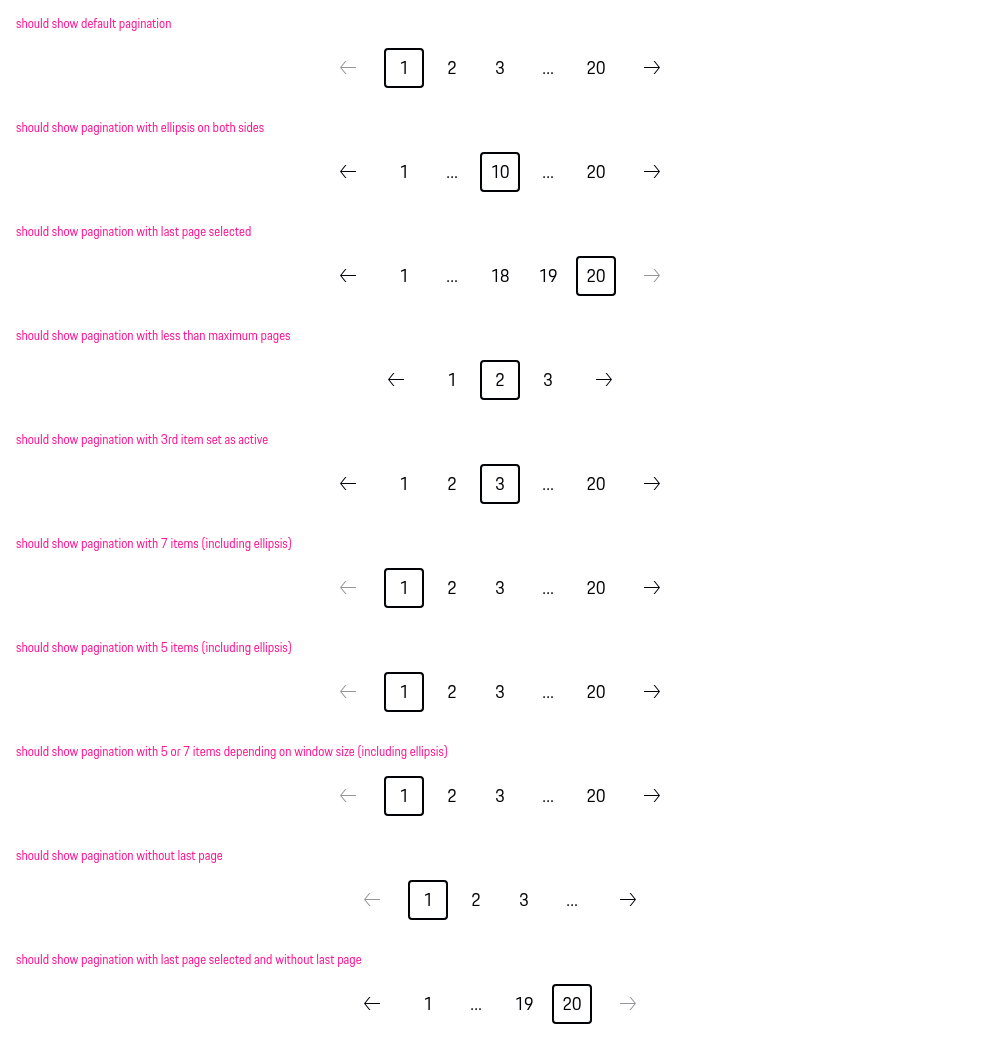 should show default pagination
← 1 2 3 ... 20 →
should show pagination with ellipsis on both sides
← 1 ... 10 ... 20 →
should show pagination with last page selected
← 1 ... 18 19 20 →
should show pagination with less than maximum pages
← 1 2 3 →
should show pagination with 3rd item set as active
← 1 2 3 ... 20 →
should show pagination with 7 items (including ellipsis)
← 1 2 3 ... 20 →
should show pagination with 5 items (including ellipsis)
← 1 2 3 ... 20 →
should show pagination with 5 or 7 items depending on window size (including ellipsis)
← 1 2 3 ... 20 →
should show pagination without last page
← 1 2 3 ... →
should show pagination with last page selected and without last page
← 1 ... 19 20 →